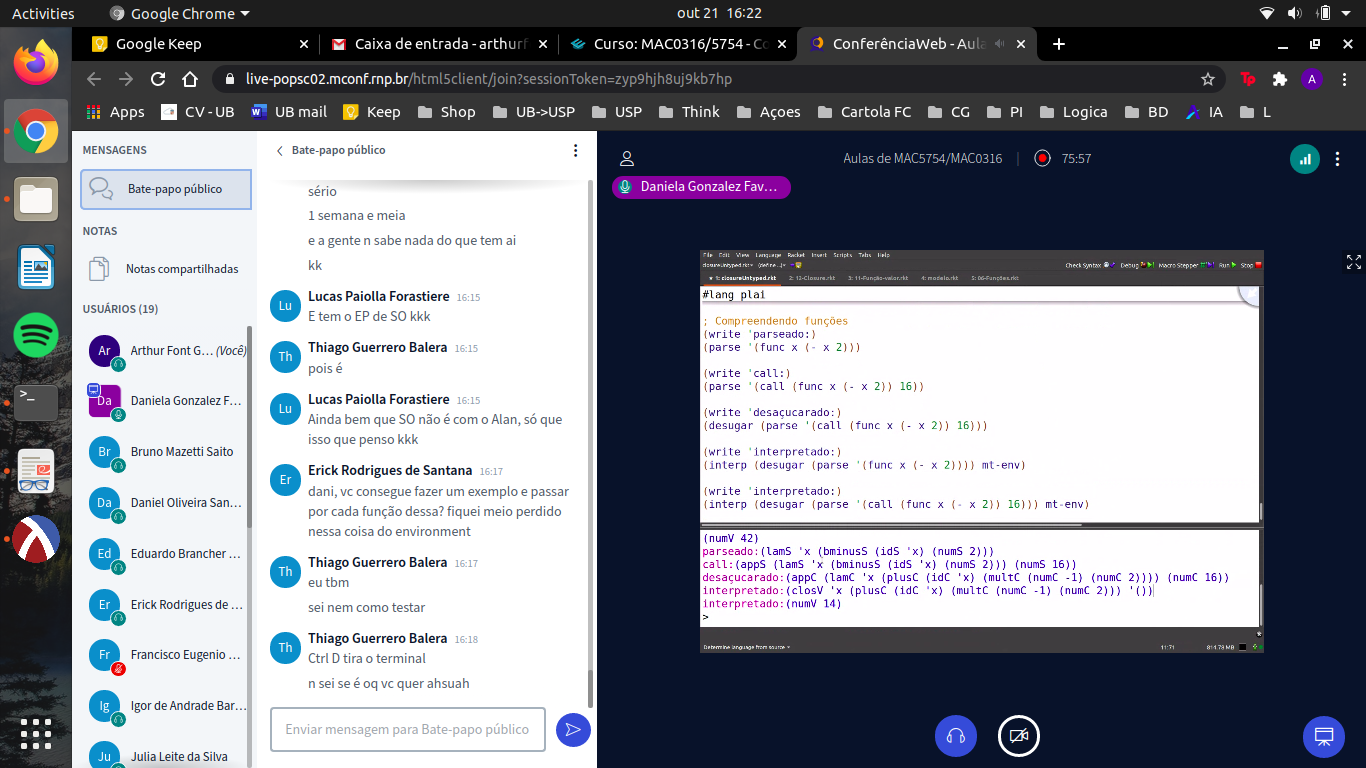 Activities
Google Chrome
out 21 16:22
Google Keep
Caixa de entrada - arthurf
Curso: MAC0316/5754 - Co
ConferênciaWeb - Aula
live-popsc02.mconf.rnp.br/html5client/join?sessionToken=zyp9hjh8uj9kb7hp
A
Apps
CV - UB
UB mail
Keep
Shop
UB->USP
USP
Think
Açoes
Cartola FC
CG
PI
Logica
BD
IA
L
MENSAGENS
Bate-papo público
NOTAS
Notas compartilhadas
USUÁRIOS (19)
Ar
Arthur Font G... (Você)
Da
Daniela Gonzalez F...
Br
Bruno Mazetti Saito
Da
Daniel Oliveira San...
Ed
Eduardo Brancher ...
Er
Erick Rodrigues de ...
Fr
Francisco Eugenio ...
Ig
Igor de Andrade Bar...
Ju
Julia Leite da Silva
Bate-papo público
sério
1 semana e meia
e a gente n sabe nada do que tem ai
kk
Lu
Lucas Paiolla Forastiere 16:15
E tem o EP de SO kkk
Th
Thiago Guerrero Balera 16:15
pois é
Lu
Lucas Paiolla Forastiere 16:15
Ainda bem que SO não é com o Alan, só que
isso que penso kkk
Er
Erick Rodrigues de Santana 16:17
dani, vc consegue fazer um exemplo e passar
por cada função dessa? fiquei meio perdido
nessa coisa do environment
Th
Thiago Guerrero Balera 16:17
eu tbm
sei nem como testar
Th
Thiago Guerrero Balera 16:18
Ctrl D tira o terminal
n sei se é oq vc quer ahsuah
Enviar mensagem para Bate-papo público
Aulas de MAC5754/MAC0316
75:57
Daniela Gonzalez Fav...
File Edit View Language Racket Insert Scripts Tabs Help
closureUntyped.rkt (define ...)
Check Syntax
Debug
Macro Stepper
Run
Stop
1: closureUntyped.rkt
2: 12-Closure.rkt
3: 11-Função-valor.rkt
4: modelo.rkt
5: 06-Funções.rkt
#lang plai
; Compreendendo funções
(write 'parseado:)
(parse '(func x (- x 2)))
(write 'call:)
(parse '(call (func x (- x 2)) 16))
(write 'desaçucarado:)
(desugar (parse '(call (func x (- x 2)) 16)))
(write 'interpretado:)
(interp (desugar (parse '(func x (- x 2)))) mt-env)
(write 'interpretado:)
(interp (desugar (parse '(call (func x (- x 2)) 16))) mt-env)
(numV 42)
parseado:(lamS 'x (bminusS (idS 'x) (numS 2)))
call:(appS (lamS 'x (bminusS (idS 'x) (numS 2))) (numS 16))
desaçucarado:(appC (lamC 'x (plusC (idC 'x) (multC (numC -1) (numC 2)))) (numC 16))
interpretado:(closV 'x (plusC (idC 'x) (multC (numC -1) (numC 2))) '())
interpretado:(numV 14)
>
Determine language from source
11:71
814.78 MB